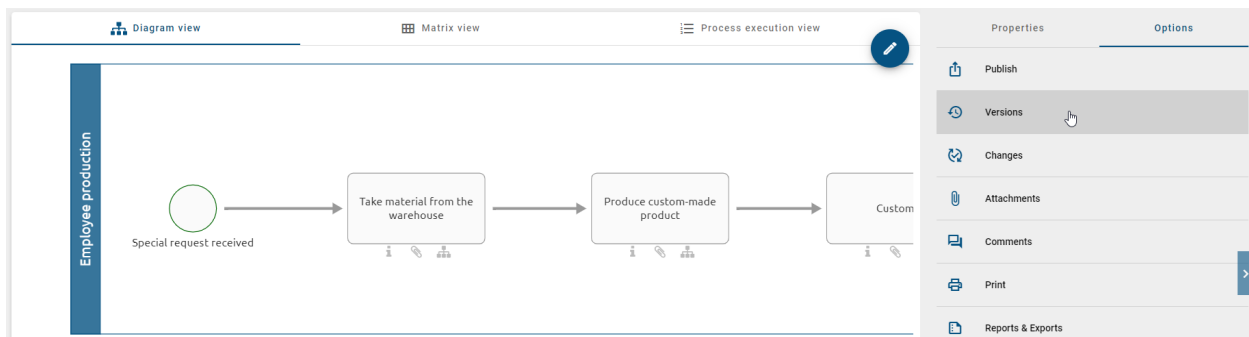 Diagram view
Matrix view
Process execution view
Properties
Options
Publish
Versions
Changes
Attachments
Comments
Print
Reports & Exports
Employee production
Special request received
Take material from the
warehouse
Produce custom-made
product
Custom